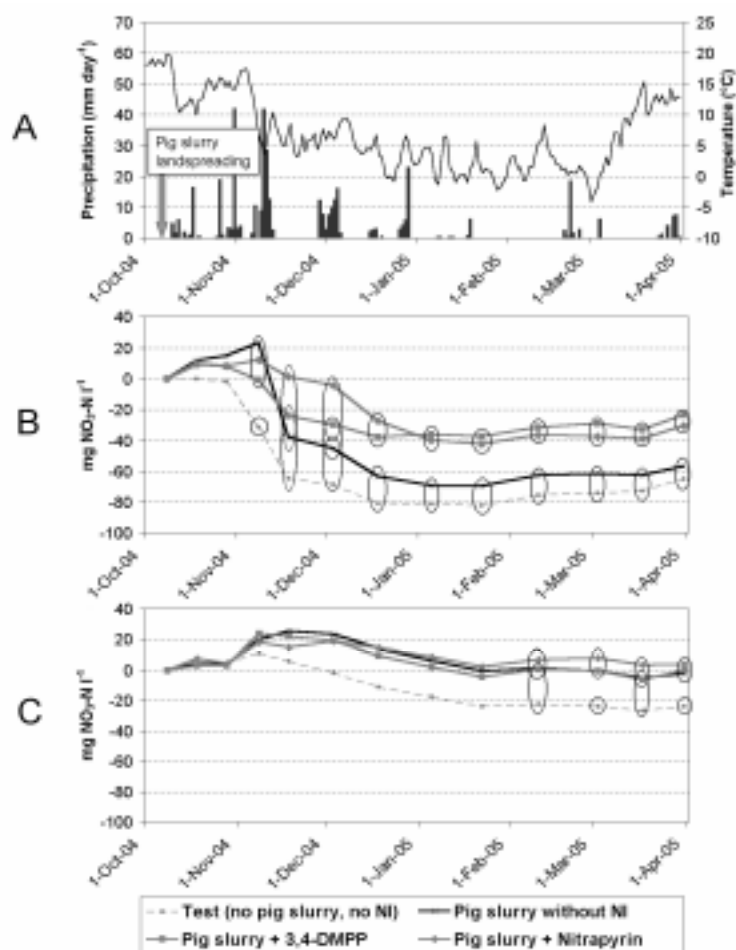 A
Precipitation (mm day-1)
70
60
50
40
30
20
10
0
Pig slurry
landspreading
Temperature (°C)
25
20
15
10
5
0
-5
-10
1-Oct-04
1-Nov-04
1-Dec-04
1-Jan-05
1-Feb-05
1-Mar-05
1-Apr-05
B
mg NO3-N l-1
40
20
0
-20
-40
-60
-80
-100
1-Oct-04
1-Nov-04
1-Dec-04
1-Jan-05
1-Feb-05
1-Mar-05
1-Apr-05
C
mg NO3-N l-1
40
20
0
-20
-40
-60
-80
-100
1-Oct-04
1-Nov-04
1-Dec-04
1-Jan-05
1-Feb-05
1-Mar-05
1-Apr-05
Test (no pig slurry, no NI)
Pig slurry without NI
Pig slurry + 3,4-DMPP
Pig slurry + Nitrapyrin